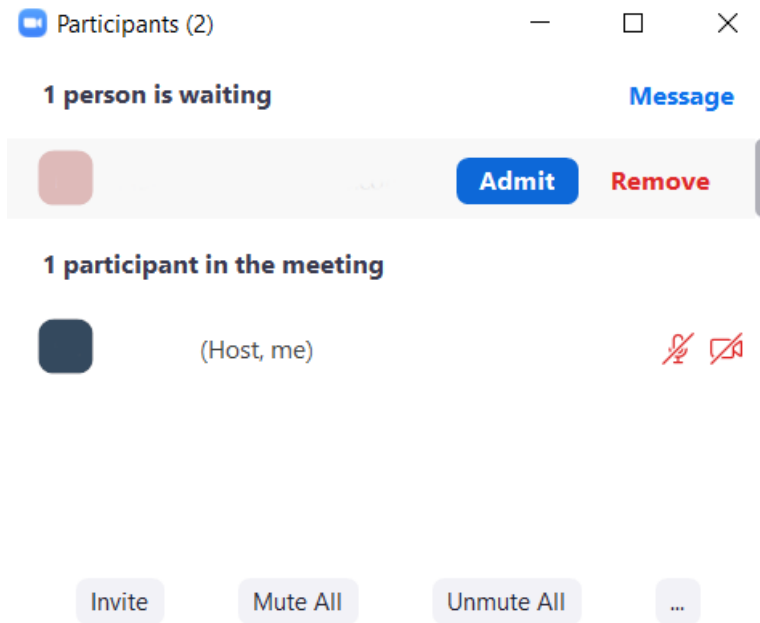 Participants (2)
1 person is waiting Message
Admit Remove
1 participant in the meeting
(Host, me)
Invite Mute All Unmute All ...